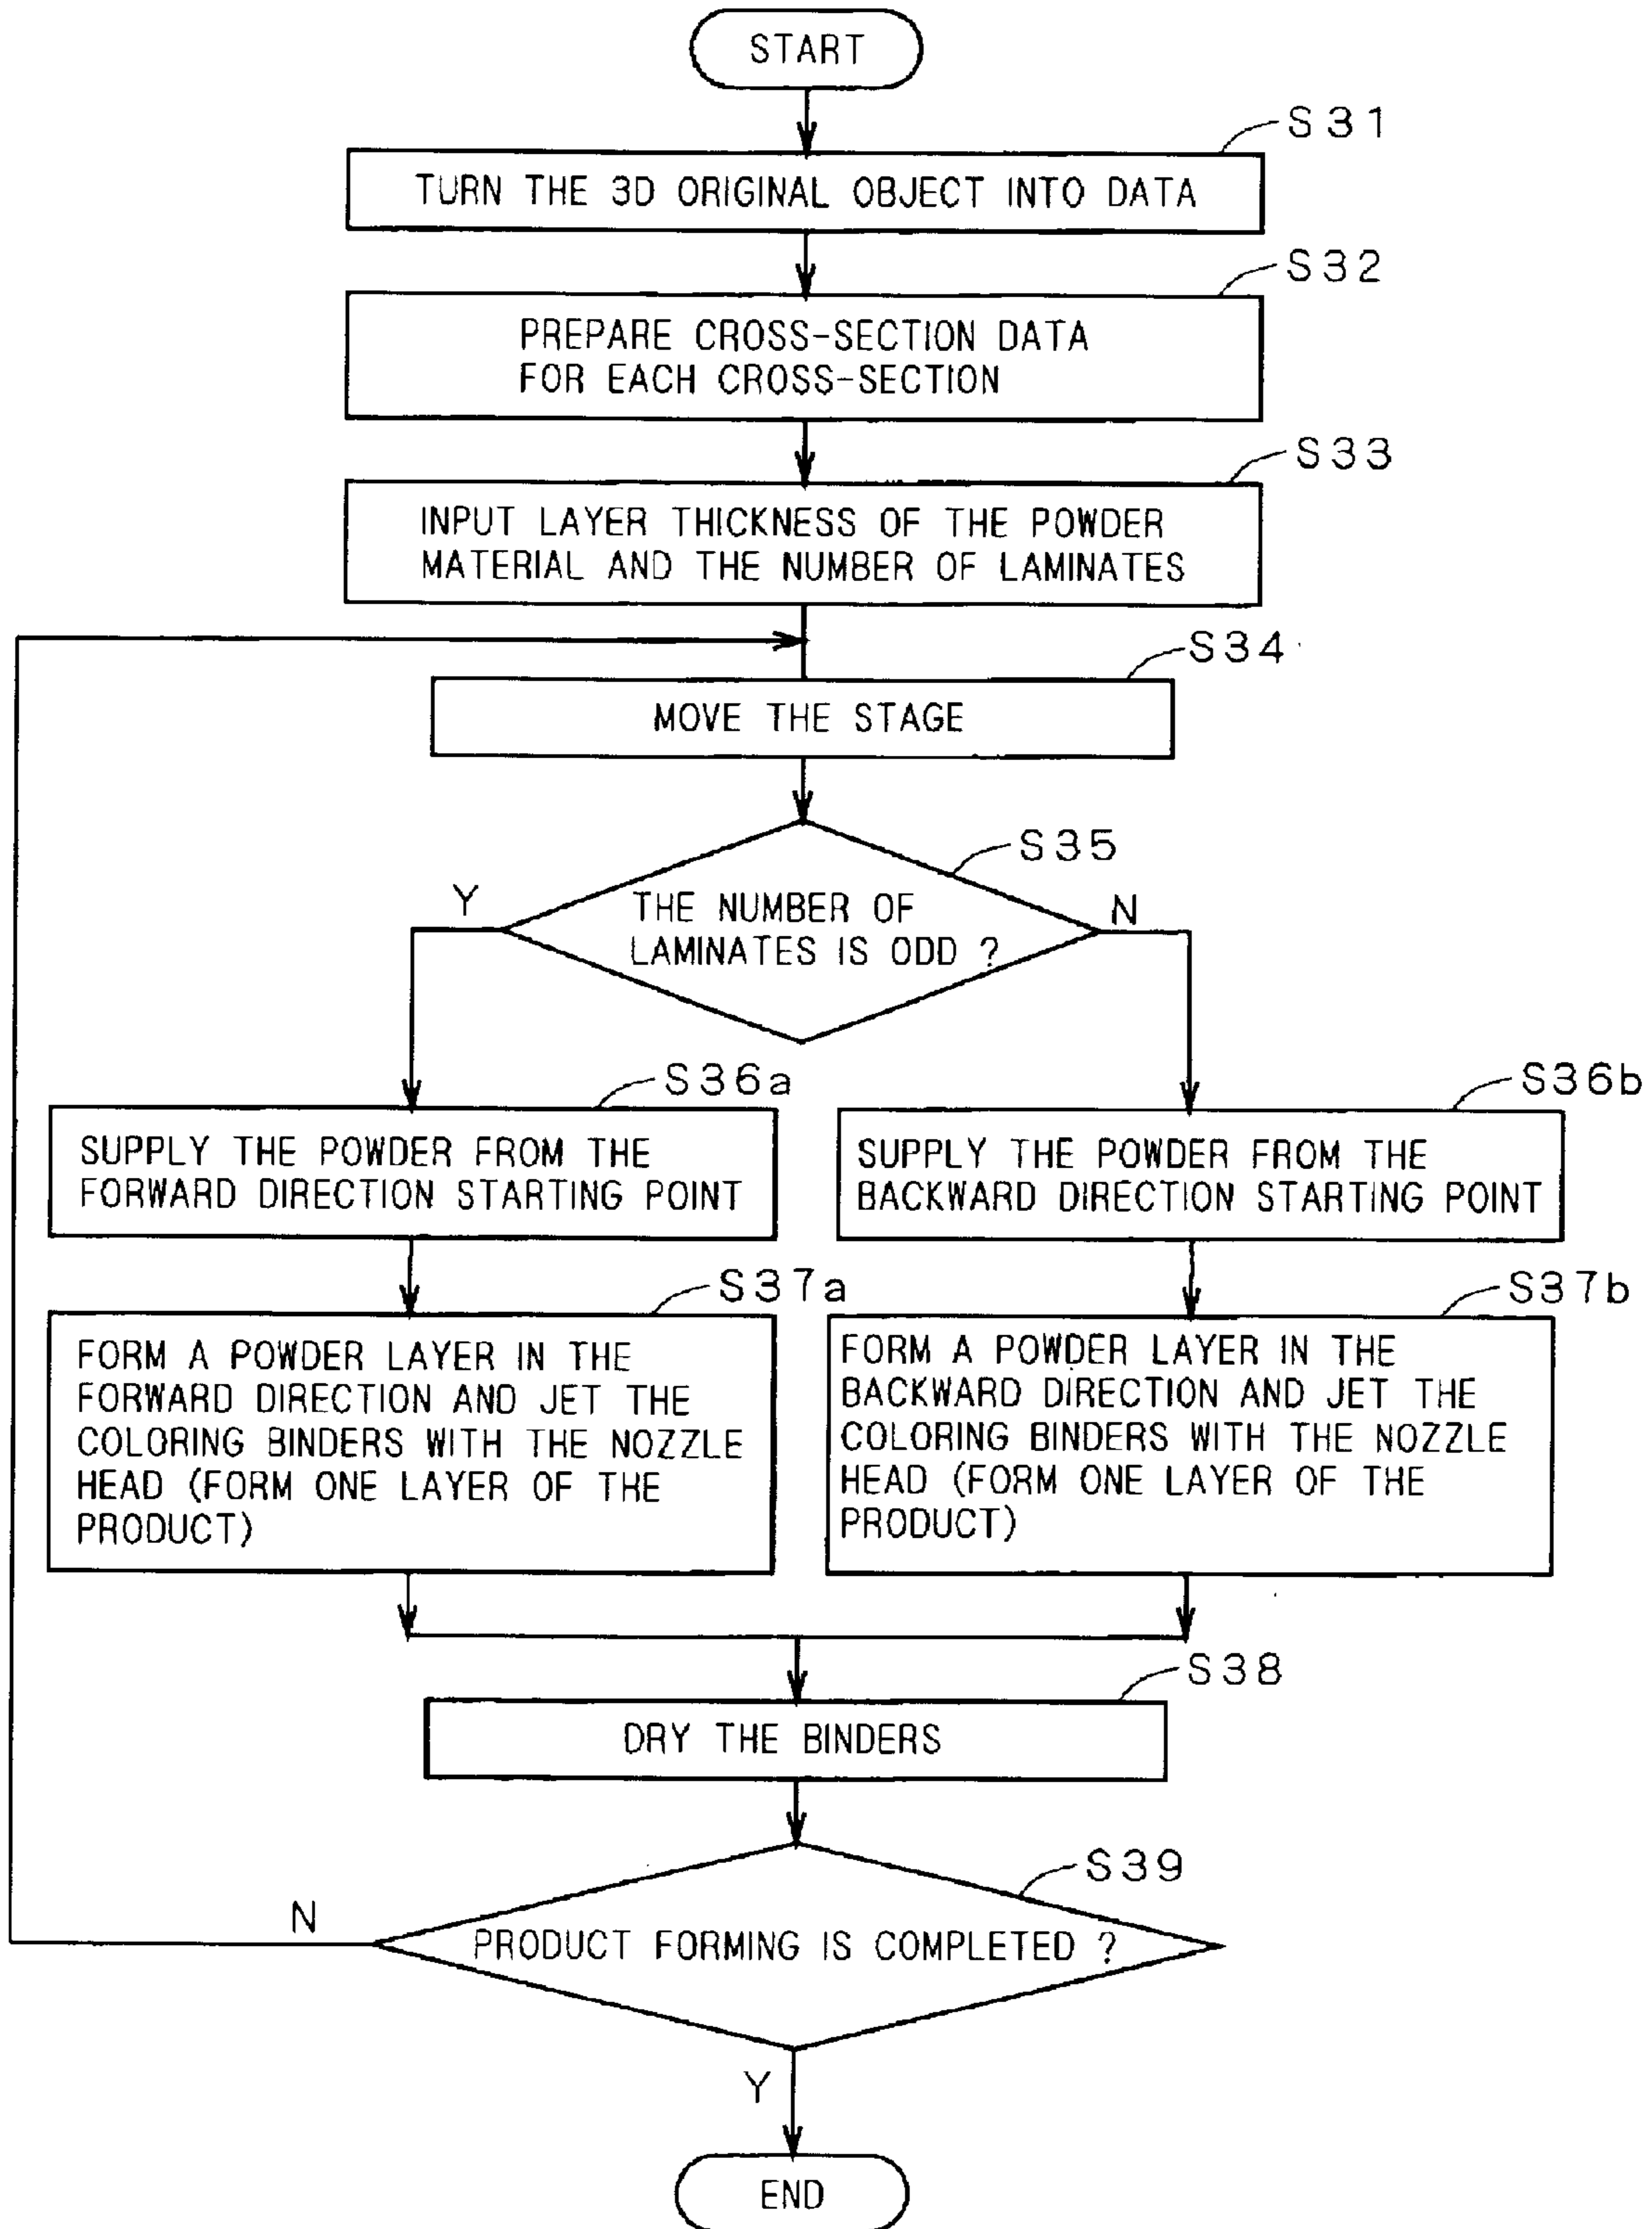 START
S31
TURN THE 3D ORIGINAL OBJECT INTO DATA
S32
PREPARE CROSS-SECTION DATA
FOR EACH CROSS-SECTION
S33
INPUT LAYER THICKNESS OF THE POWDER
MATERIAL AND THE NUMBER OF LAMINATES
S34
MOVE THE STAGE
S35
Y
N
THE NUMBER OF
LAMINATES IS ODD ?
S36a
SUPPLY THE POWDER FROM THE
FORWARD DIRECTION STARTING POINT
S36b
SUPPLY THE POWDER FROM THE
BACKWARD DIRECTION STARTING POINT
S37a
FORM A POWDER LAYER IN THE
FORWARD DIRECTION AND JET THE
COLORING BINDERS WITH THE NOZZLE
HEAD (FORM ONE LAYER OF THE
PRODUCT)
S37b
FORM A POWDER LAYER IN THE
BACKWARD DIRECTION AND JET THE
COLORING BINDERS WITH THE NOZZLE
HEAD (FORM ONE LAYER OF THE
PRODUCT)
S38
DRY THE BINDERS
S39
N
PRODUCT FORMING IS COMPLETED ?
Y
END